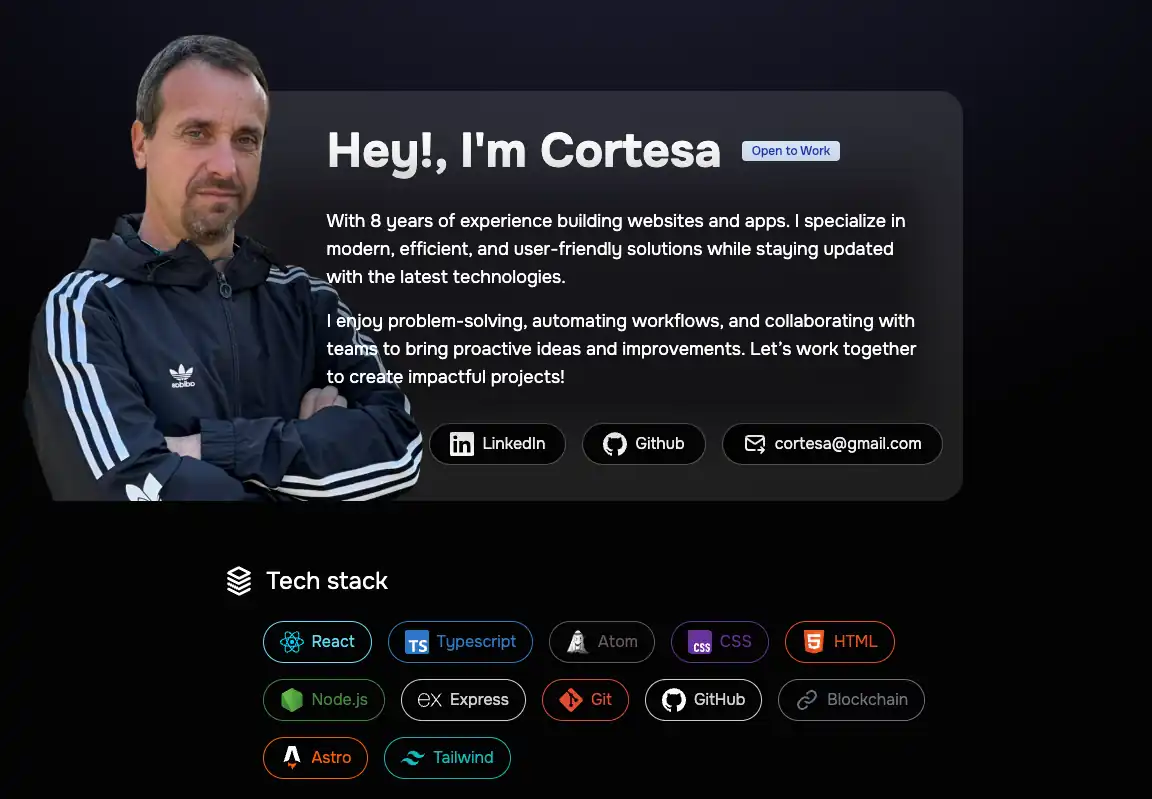 Hey!, I'm Cortesa
Open to Work
With 8 years of experience building websites and apps. I specialize in
modern, efficient, and user-friendly solutions while staying updated
with the latest technologies.
I enjoy problem-solving, automating workflows, and collaborating with
teams to bring proactive ideas and improvements. Let’s work together
to create impactful projects!
LinkedIn Github cortesa@gmail.com
Tech stack
React TS Typescript Atom CSS CSS HTML
Node.js ex Express Git GitHub Blockchain
Astro Tailwind